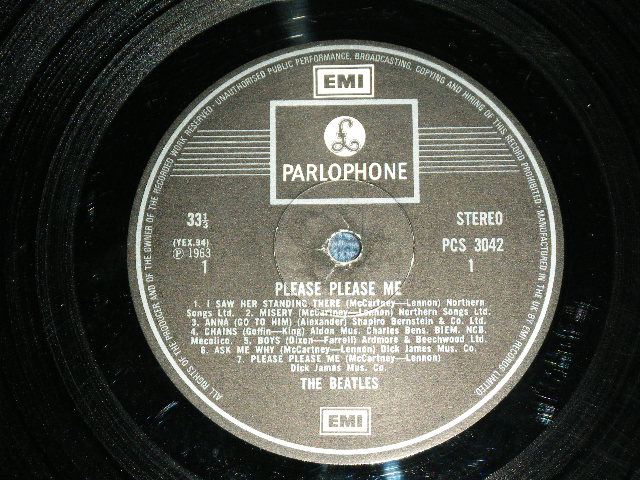 ALL RIGHTS OF THE PRODUCER AND OF THE OWNER OF THE RECORDED WORK RESERVED · UNAUTHORISED PUBLIC PERFORMANCE, BROADCASTING, COPYING AND HIRING OF THIS RECORD PROHIBITED. MANUFACTURED IN THE UK BY EMI RECORDS LIMITED.
EMI
£
PARLOPHONE
33⅓
STEREO
(YEX.94)
PCS 3042
℗ 1963
1
1
PLEASE PLEASE ME
1. I SAW HER STANDING THERE (McCartney—Lennon) Northern
Songs Ltd. 2. MISERY (McCartney—Lennon) Northern Songs Ltd.
3. ANNA (GO TO HIM) (Alexander) Shapiro Bernstein & Co. Ltd.
4. CHAINS (Goffin—King) Aldon Mus. Charles Bens. BIEM. NCB.
Mecolico. 5. BOYS (Dixon—Farrell) Ardmore & Beechwood Ltd.
6. ASK ME WHY (McCartney—Lennon) Dick James Mus. Co.
7. PLEASE PLEASE ME (McCartney—Lennon)
Dick James Mus. Co.
THE BEATLES
EMI